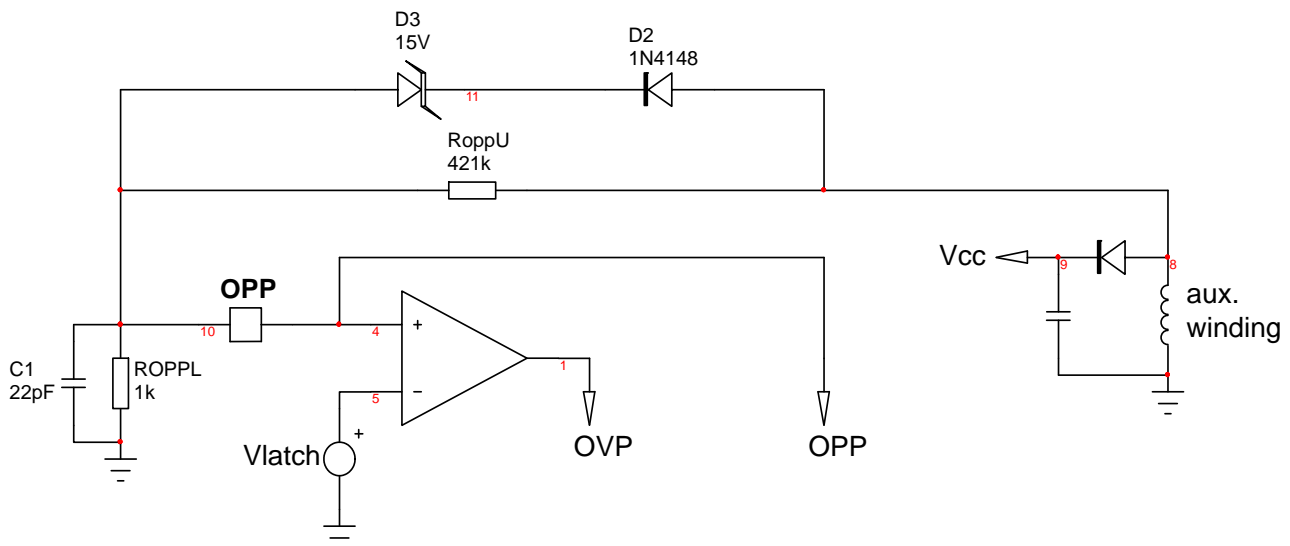 D3
15V
D2
1N4148
11
RoppU
421k
Vcc
9
8
aux.
winding
OPP
10
4
+
C1
22pF
ROPPL
1k
1
5
−
+
Vlatch
OVP
OPP